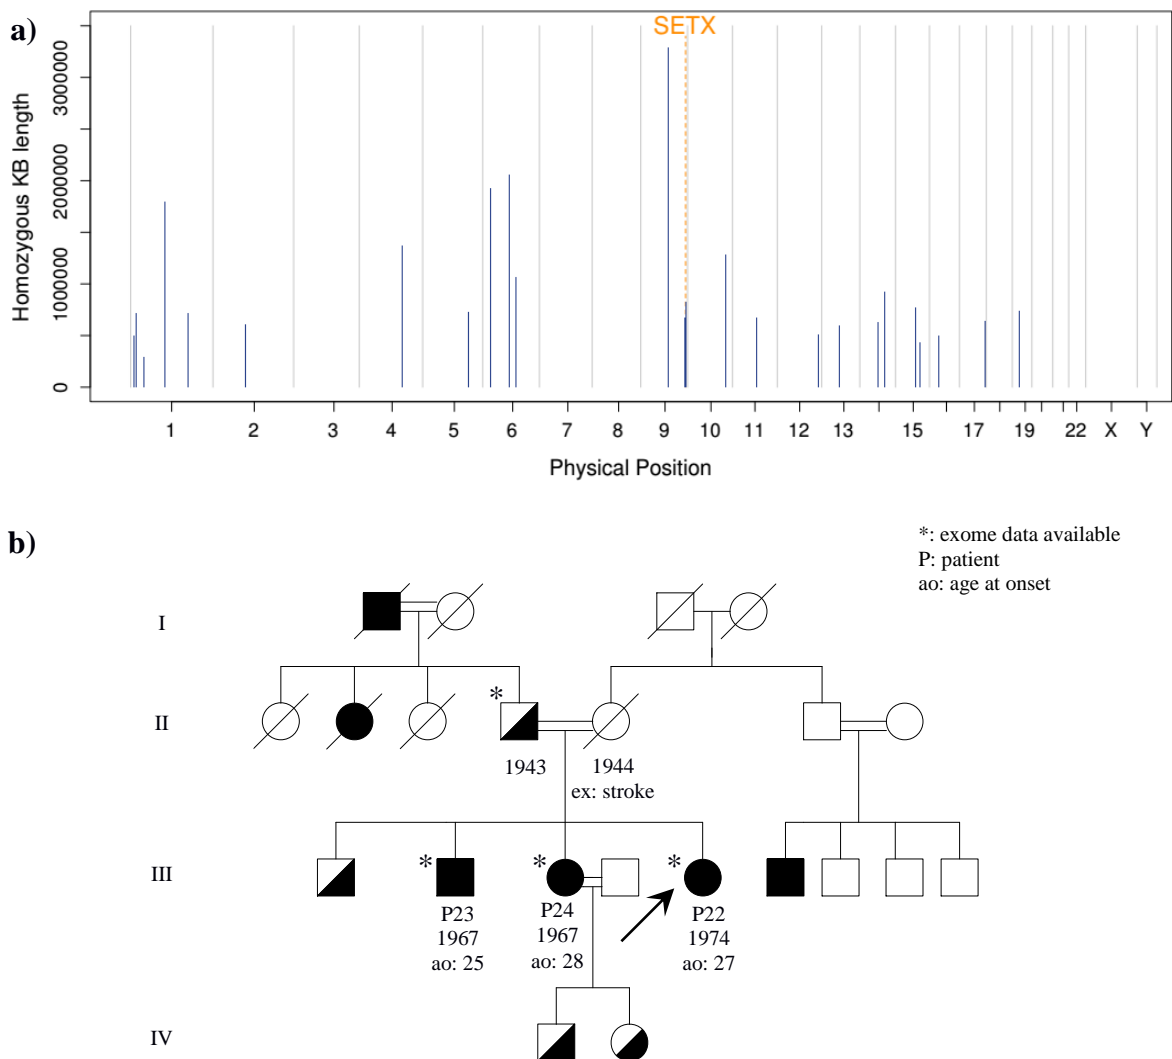 a)
SETX
Homozygous KB length
3000000
2000000
1000000
0
1 2 3 4 5 6 7 8 9 10 11 12 13 15 17 19 22 X Y
Physical Position
b)
*: exome data available
P: patient
ao: age at onset
I
II
*
1943
1944
ex: stroke
III
* * *
P23
1967
ao: 25
P24
1967
ao: 28
P22
1974
ao: 27
IV